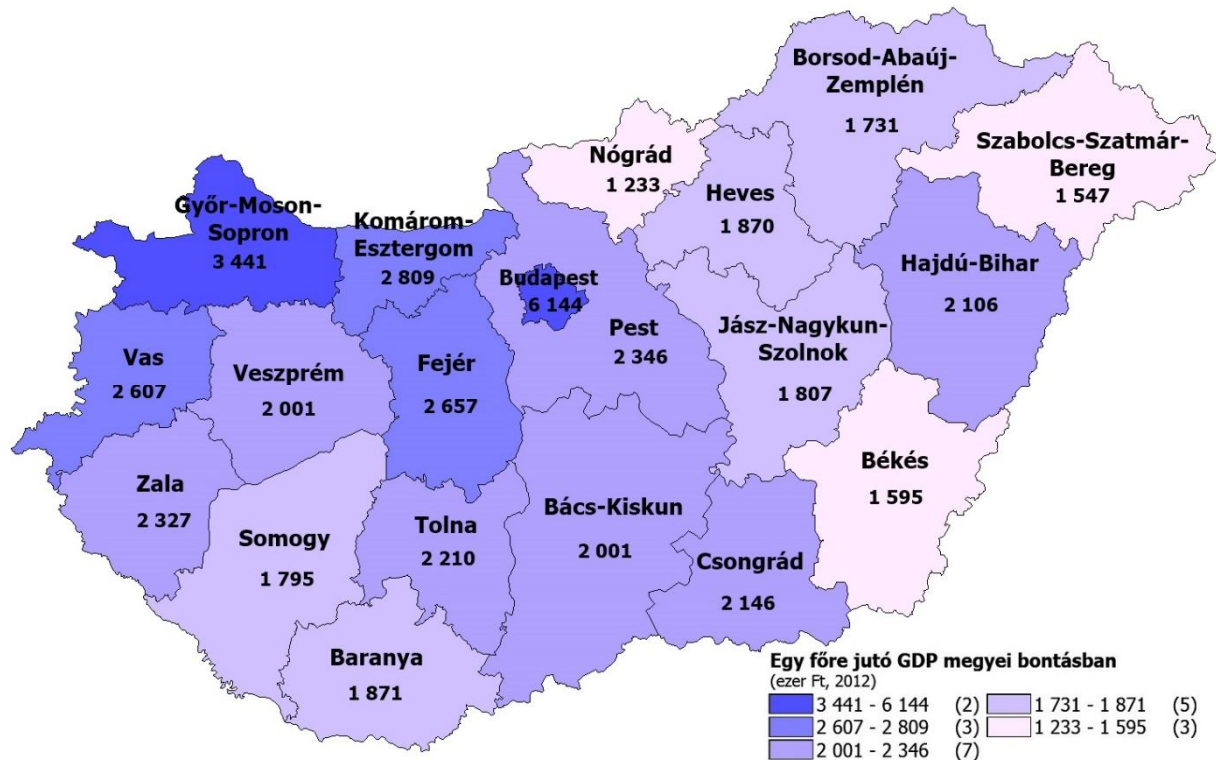 Borsod-Abaúj-
Zemplén
1 731
Szabolcs-Szatmár-
Bereg
1 547
Nógrád
1 233
Heves
1 870
Győr-Moson-
Sopron
3 441
Komárom-
Esztergom
2 809
Budapest
6 144
Hajdú-Bihar
2 106
Pest
2 346
Jász-Nagykun-
Szolnok
1 807
Vas
2 607
Veszprém
2 001
Fejér
2 657
Zala
2 327
Somogy
1 795
Tolna
2 210
Bács-Kiskun
2 001
Békés
1 595
Csongrád
2 146
Baranya
1 871
Egy főre jutó GDP megyei bontásban
(ezer Ft, 2012)
3 441 - 6 144 (2)
2 607 - 2 809 (3)
2 001 - 2 346 (7)
1 731 - 1 871 (5)
1 233 - 1 595 (3)